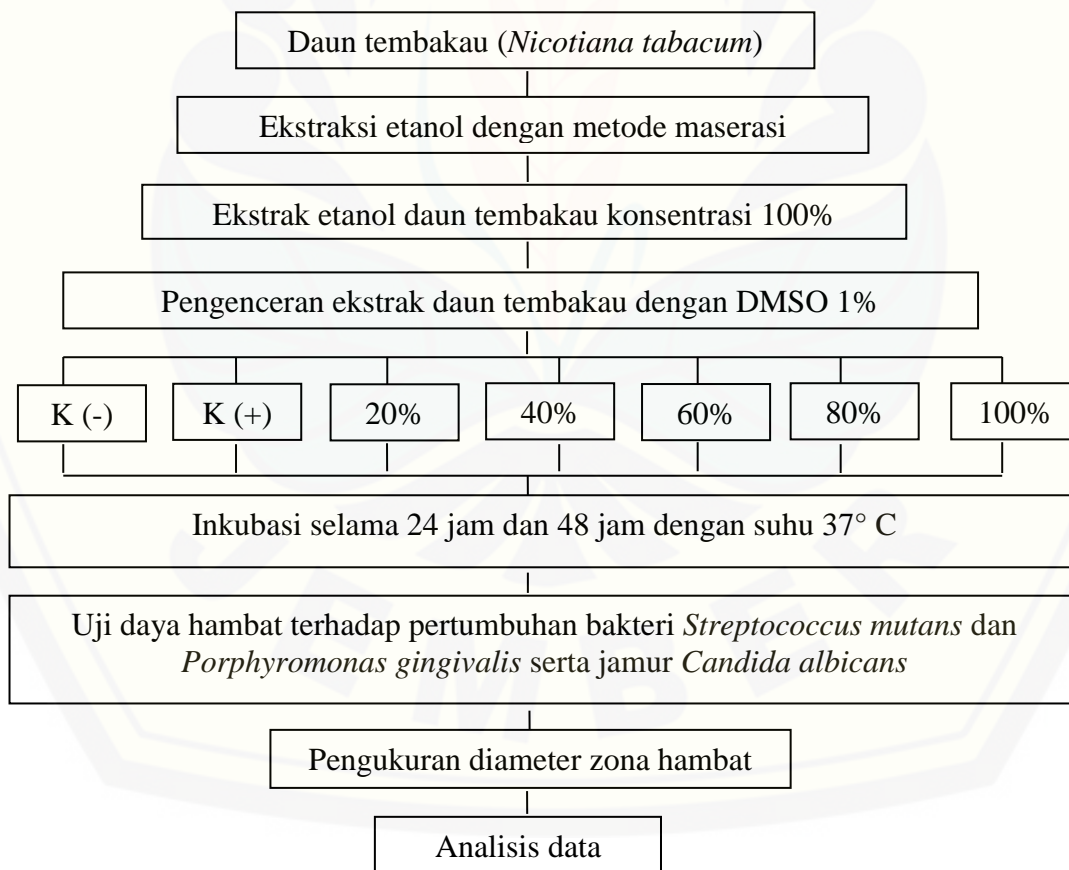 Daun tembakau (Nicotiana tabacum)
Ekstraksi etanol dengan metode maserasi
Ekstrak etanol daun tembakau konsentrasi 100%
Pengenceran ekstrak daun tembakau dengan DMSO 1%
K (-) K (+) 20% 40% 60% 80% 100%
Inkubasi selama 24 jam dan 48 jam dengan suhu 37° C
Uji daya hambat terhadap pertumbuhan bakteri Streptococcus mutans dan
Porphyromonas gingivalis serta jamur Candida albicans
JEMBER
Pengukuran diameter zona hambat
Analisis data